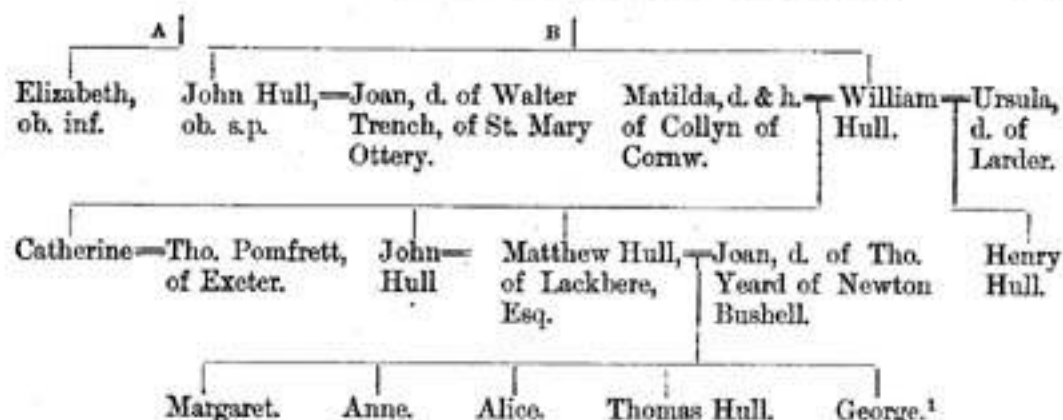 A B
Elizabeth, ob. inf.
John Hull, ob. s.p.
Joan, d. of Walter Trench, of St. Mary Ottery.
Matilda, d. & h. of Collyn of Cornw.
William Hull.
Ursula, d. of Larder.
Catherine
Tho. Pomfrett, of Exeter.
John Hull
Matthew Hull, of Lackbere, Esq.
Joan, d. of Tho. Yeard of Newton Bushell.
Henry Hull.
Margaret. Anne. Alice. Thomas Hull. George.¹